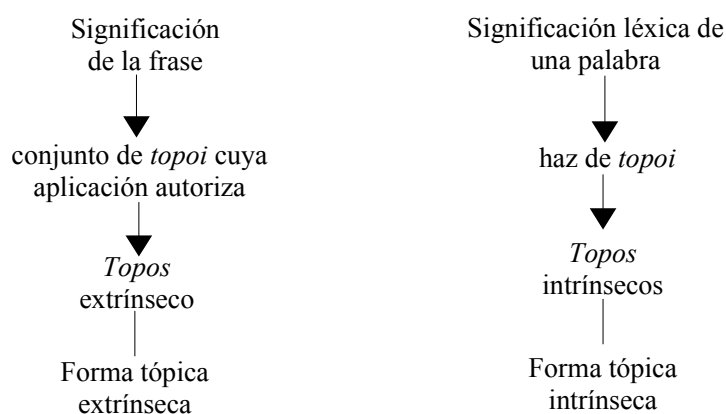 Significación
de la frase
conjunto de topoi cuya
aplicación autoriza
Topos
extrínseco
Forma tópica
extrínseca
Significación léxica de
una palabra
haz de topoi
Topos
intrínsecos
Forma tópica
intrínseca